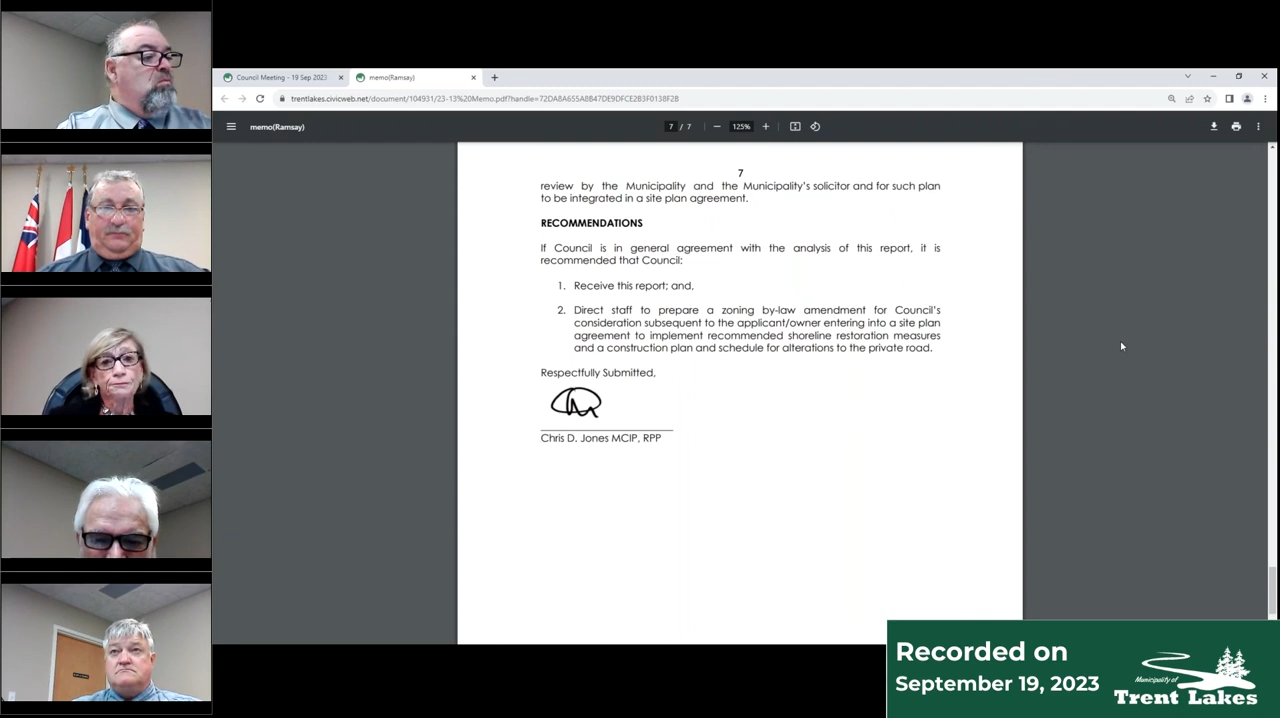 Council Meeting - 19 Sep 2023
memo(Ramsay)
trentlakes.civicweb.net/document/104931/23-13%20Memo.pdf?handle=72DA8A655A8B47DE9DFCE2B3F0138F28
memo(Ramsay)
7 / 7
125%
7
review by the Municipality and the Municipality's solicitor and for such plan
to be integrated in a site plan agreement.
RECOMMENDATIONS
If Council is in general agreement with the analysis of this report, it is
recommended that Council:
1. Receive this report; and,
2. Direct staff to prepare a zoning by-law amendment for Council's
consideration subsequent to the applicant/owner entering into a site plan
agreement to implement recommended shoreline restoration measures
and a construction plan and schedule for alterations to the private road.
Respectfully Submitted,
Chris D. Jones MCIP, RPP
Recorded on
September 19, 2023
Municipality of
Trent Lakes